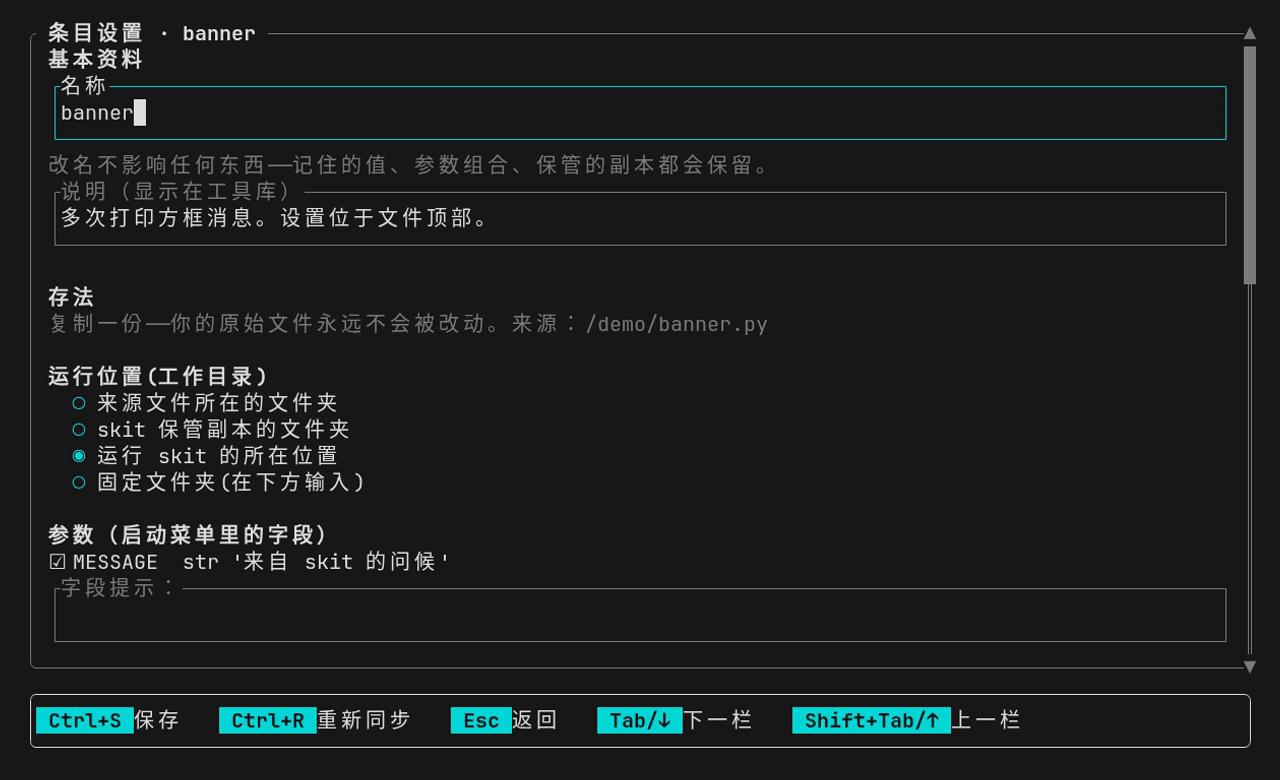 条目设置 · banner
基本资料
名称
banner
改名不影响任何东西——记住的值、参数组合、保管的副本都会保留。
说明（显示在工具库）
多次打印方框消息。设置位于文件顶部。
存法
复制一份——你的原始文件永远不会被改动。来源：/demo/banner.py
运行位置(工作目录)
○ 来源文件所在的文件夹
○ skit 保管副本的文件夹
◉ 运行 skit 的所在位置
○ 固定文件夹(在下方输入)
参数（启动菜单里的字段）
☑ MESSAGE  str '来自 skit 的问候'
字段提示：
Ctrl+S 保存 Ctrl+R 重新同步 Esc 返回 Tab/↓ 下一栏 Shift+Tab/↑ 上一栏